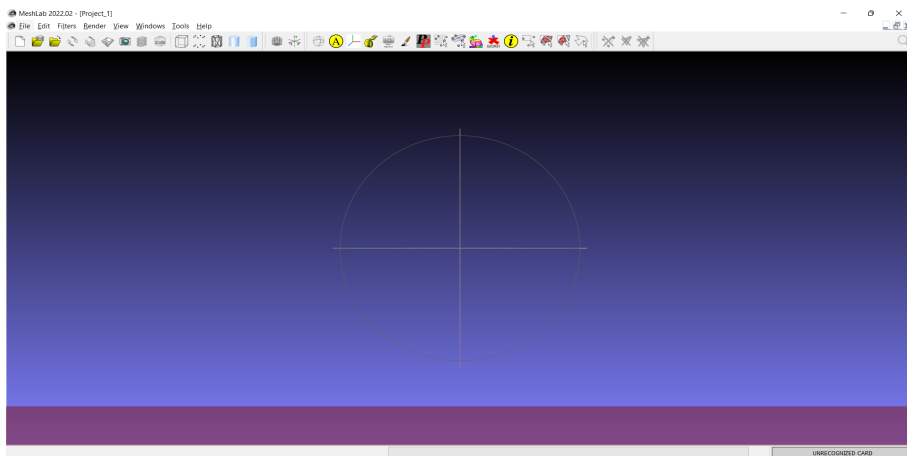 MeshLab 2022.02 - [Project_1]
File Edit Filters Render View Windows Tools Help
A
i
UNRECOGNIZED CARD